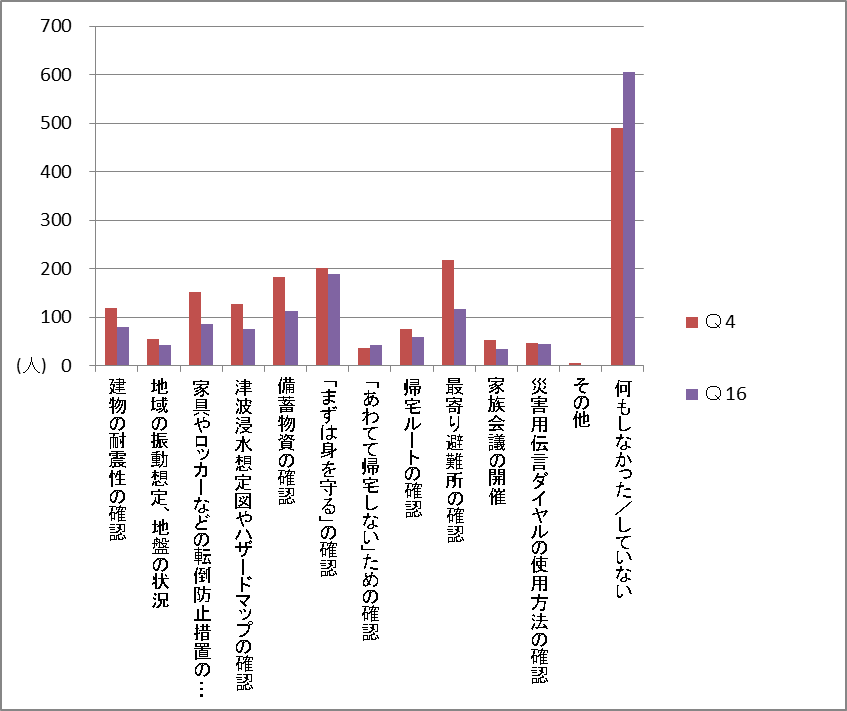 700
600
500
400
300
200
100
(人) 0
建物の耐震性の確認
地域の振動想定、地盤の状況
家具やロッカーなどの転倒防止措置の…
津波浸水想定図やハザードマップの確認
備蓄物資の確認
「まずは身を守る」の確認
「あわてて帰宅しない」ための確認
帰宅ルートの確認
最寄り避難所の確認
家族会議の開催
災害用伝言ダイヤルの使用方法の確認
その他
何もしなかった／していない
Ｑ4
Ｑ16